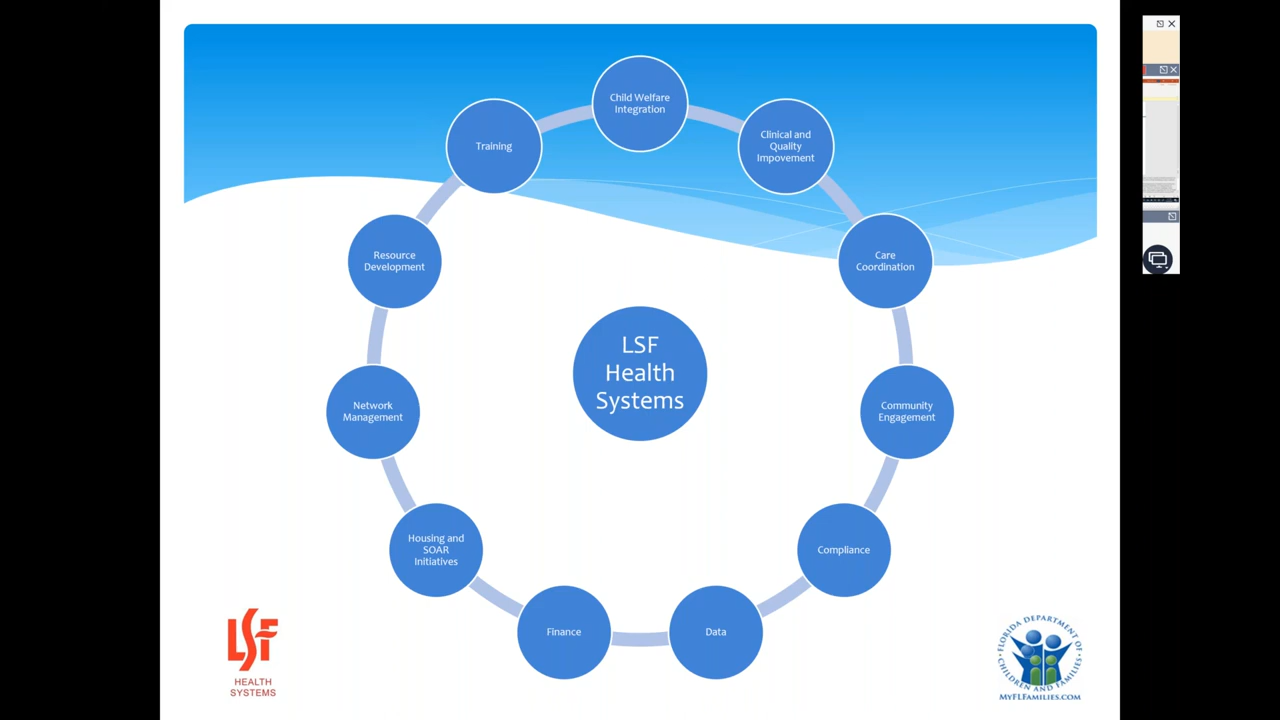 Child Welfare
Integration
Clinical and
Quality
Impovement
Care
Coordination
Community
Engagement
Compliance
Data
Finance
Housing and
SOAR
Initiatives
Network
Management
Resource
Development
Training
LSF
Health
Systems
LSF
HEALTH
SYSTEMS
FLORIDA DEPARTMENT OF
CHILDREN AND FAMILIES
MYFLFAMILIES.COM